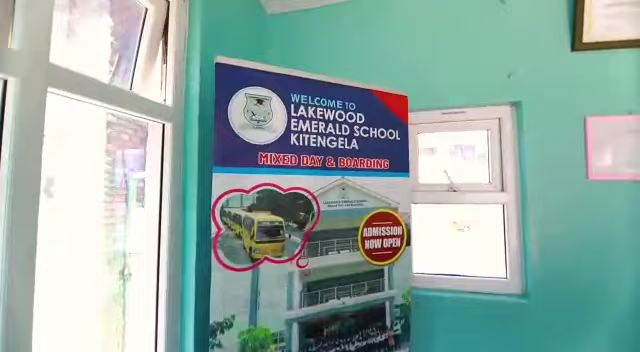 WELCOME TO
LAKEWOOD
EMERALD SCHOOL
KITENGELA
MIXED DAY & BOARDING
ADMISSION
NOW OPEN